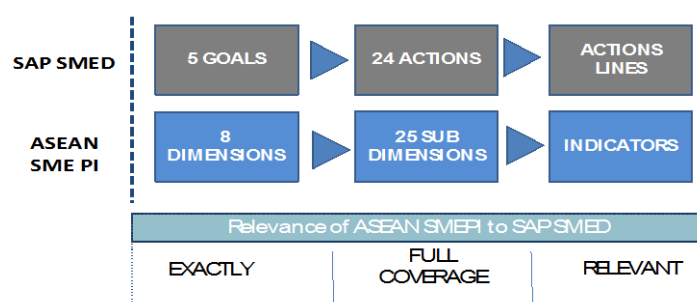 SAP SMED
5 GOALS
24 ACTIONS
ACTIONS
LINES
ASEAN
SME PI
8
DIMENSIONS
25 SUB
DIMENSIONS
INDICATORS
Relevance of ASEAN SMEPI to SAP SMED
EXACTLY
FULL
COVERAGE
RELEVANT